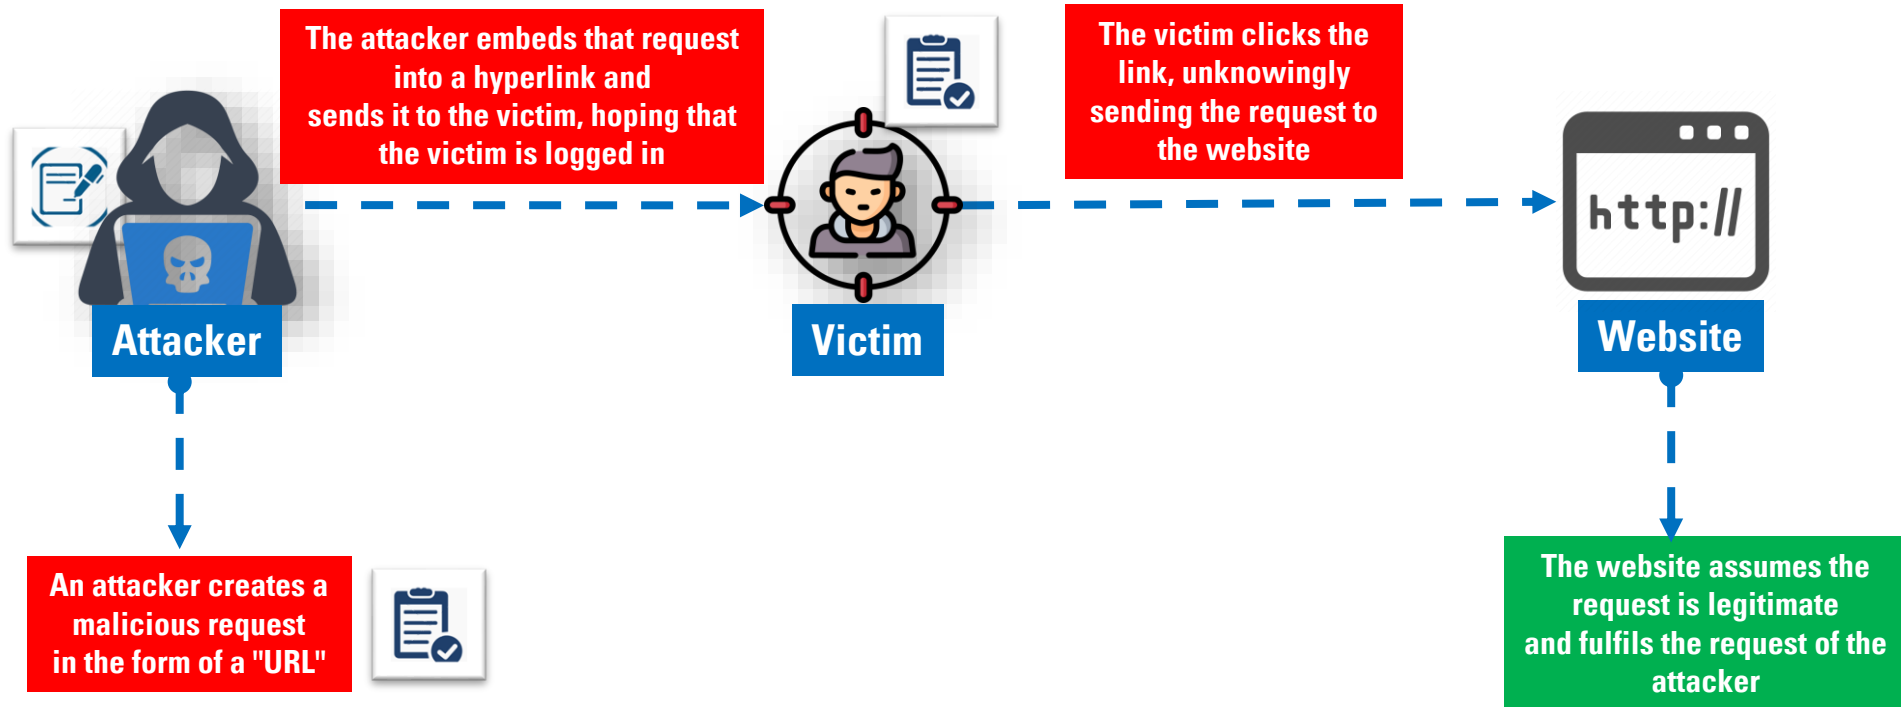 The attacker embeds that request
into a hyperlink and
sends it to the victim, hoping that
the victim is logged in
The victim clicks the
link, unknowingly
sending the request to
the website
http://
Attacker
Victim
Website
An attacker creates a
malicious request
in the form of a "URL"
The website assumes the
request is legitimate
and fulfils the request of the
attacker